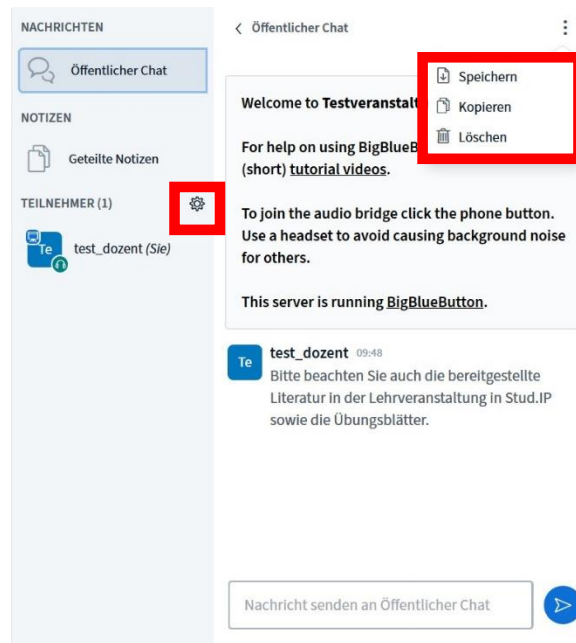 NACHRICHTEN
Öffentlicher Chat
NOTIZEN
Geteilte Notizen
TEILNEHMER (1)
Te
test_dozent (Sie)
Öffentlicher Chat
Speichern
Kopieren
Löschen
Welcome to Testveranstalt
For help on using BigBlueB
(short) tutorial videos.
To join the audio bridge click the phone button.
Use a headset to avoid causing background noise
for others.
This server is running BigBlueButton.
Te
test_dozent 09:48
Bitte beachten Sie auch die bereitgestellte
Literatur in der Lehrveranstaltung in Stud.IP
sowie die Übungsblätter.
Nachricht senden an Öffentlicher Chat